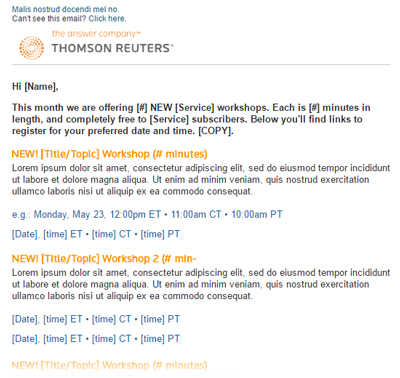 Malis nostrud docendi mel no.
Can't see this email? Click here.
the answer company™
THOMSON REUTERS®
Hi [Name],
This month we are offering [#] NEW [Service] workshops. Each is [#] minutes in
length, and completely free to [Service] subscribers. Below you'll find links to
register for your preferred date and time. [COPY].
NEW! [Title/Topic] Workshop (# minutes)
Lorem ipsum dolor sit amet, consectetur adipiscing elit, sed do eiusmod tempor incididunt
ut labore et dolore magna aliqua. Ut enim ad minim veniam, quis nostrud exercitation
ullamco laboris nisi ut aliquip ex ea commodo consequat.
e.g.: Monday, May 23, 12:00pm ET • 11:00am CT • 10:00am PT
[Date], [time] ET • [time] CT • [time] PT
NEW! [Title/Topic] Workshop 2 (# min-
Lorem ipsum dolor sit amet, consectetur adipiscing elit, sed do eiusmod tempor incididunt
ut labore et dolore magna aliqua. Ut enim ad minim veniam, quis nostrud exercitation
ullamco laboris nisi ut aliquip ex ea commodo consequat.
[Date], [time] ET • [time] CT • [time] PT
[Date], [time] ET • [time] CT • [time] PT
NEW! [Title/Topic] Workshop (# minutes)